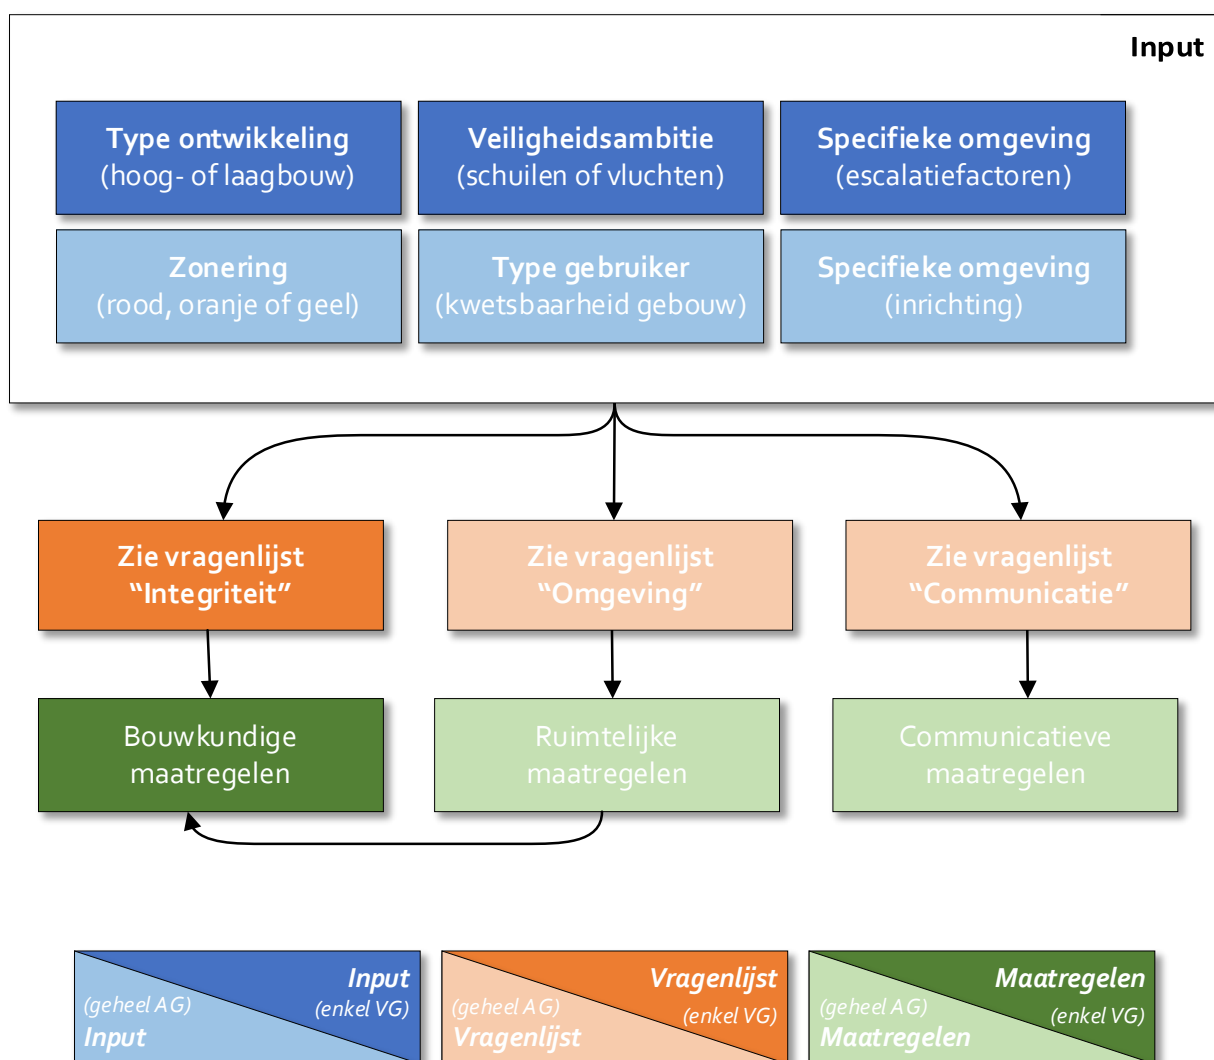 Input
Type ontwikkeling
(hoog- of laagbouw)
Veiligheidsambitie
(schuilen of vluchten)
Specifieke omgeving
(escalatiefactoren)
Zonering
(rood, oranje of geel)
Type gebruiker
(kwetsbaarheid gebouw)
Specifieke omgeving
(inrichting)
Zie vragenlijst
“Integriteit”
Zie vragenlijst
“Omgeving”
Zie vragenlijst
“Communicatie”
Bouwkundige
maatregelen
Ruimtelijke
maatregelen
Communicatieve
maatregelen
Input
(enkel VG)
(geheel AG)
Input
Vragenlijst
(enkel VG)
(geheel AG)
Vragenlijst
Maatregelen
(enkel VG)
(geheel AG)
Maatregelen